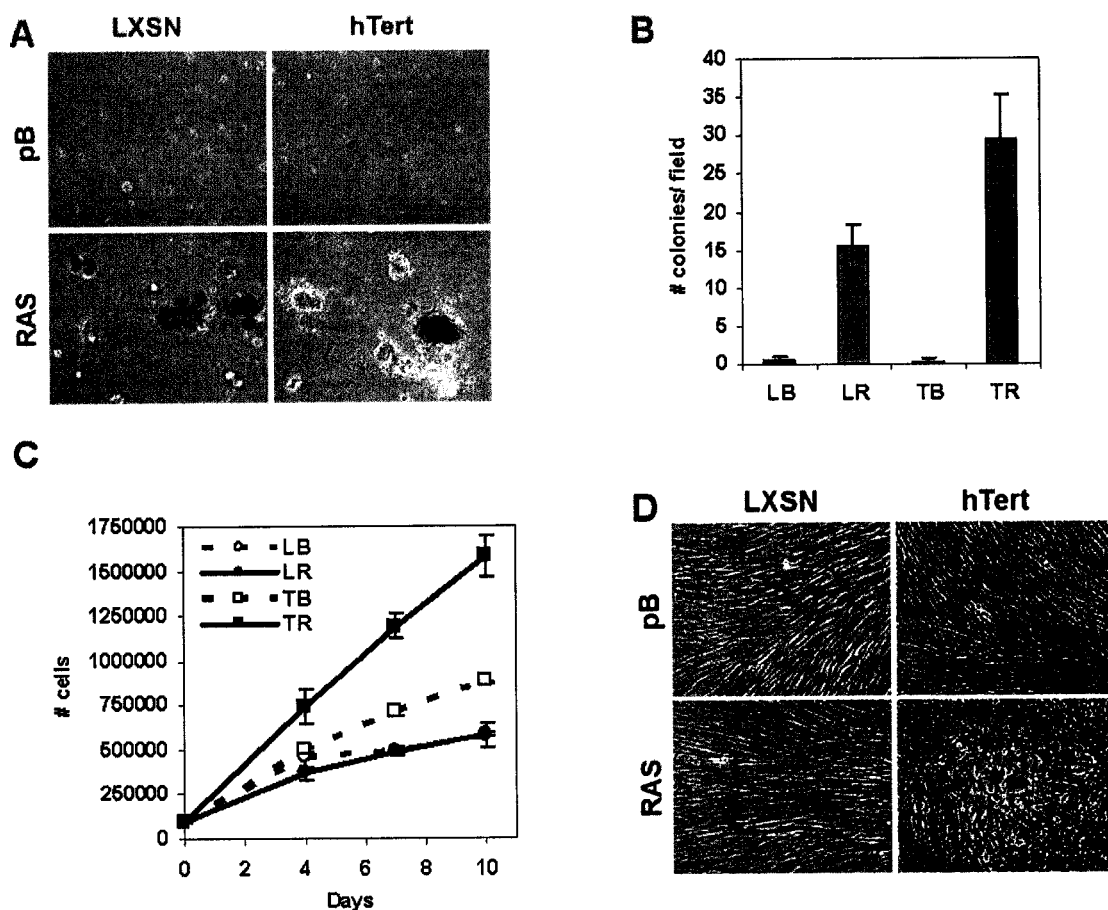 A
LXSN
hTert
pB
RAS
B
# colonies/ field
40
35
30
25
20
15
10
5
0
LB
LR
TB
TR
C
# cells
1750000
1500000
1250000
1000000
750000
500000
250000
0
LB
LR
TB
TR
0
2
4
6
8
10
Days
D
LXSN
hTert
pB
RAS